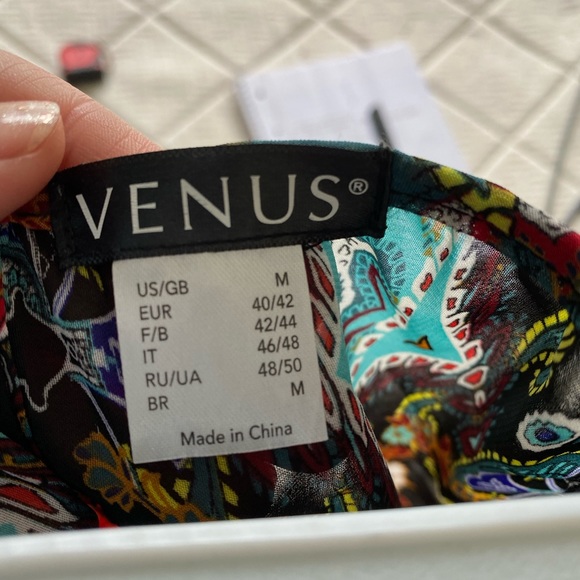 VENUS®
US/GB M
EUR 40/42
F/B 42/44
IT 46/48
RU/UA 48/50
BR M
Made in China